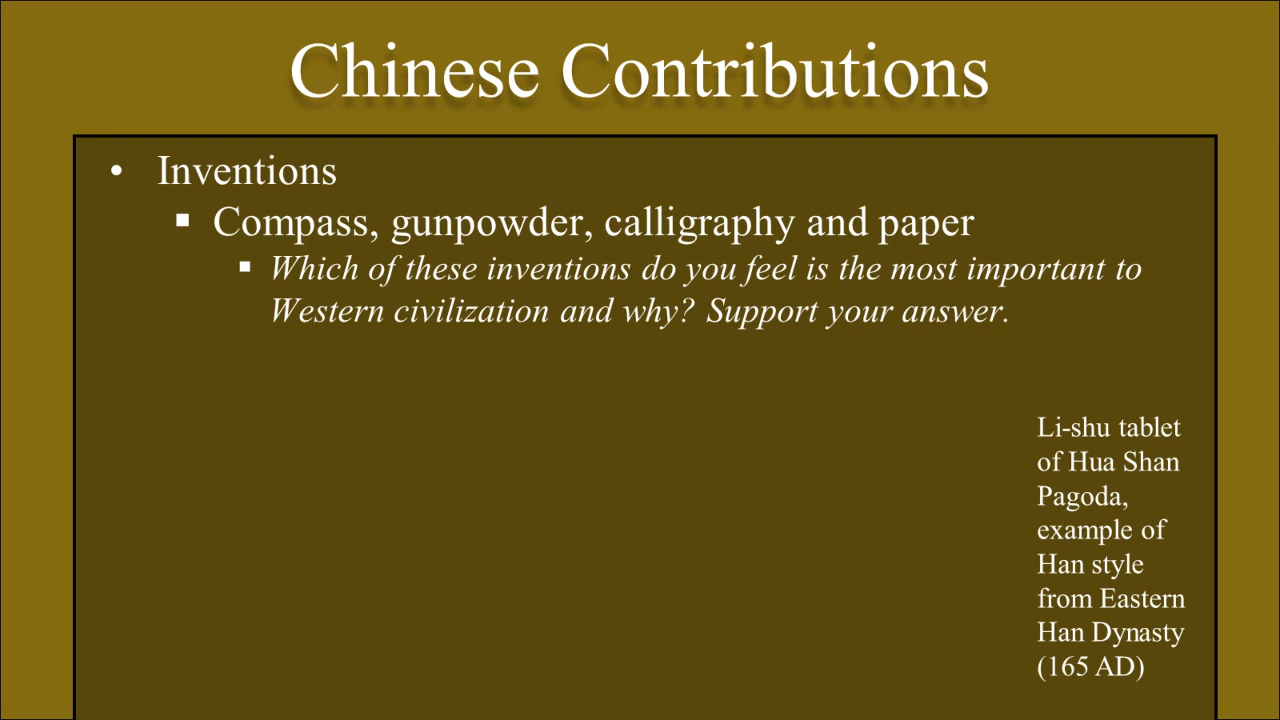 Chinese Contributions
• Inventions
▪ Compass, gunpowder, calligraphy and paper
▪ Which of these inventions do you feel is the most important to
Western civilization and why? Support your answer.
Li-shu tablet
of Hua Shan
Pagoda,
example of
Han style
from Eastern
Han Dynasty
(165 AD)